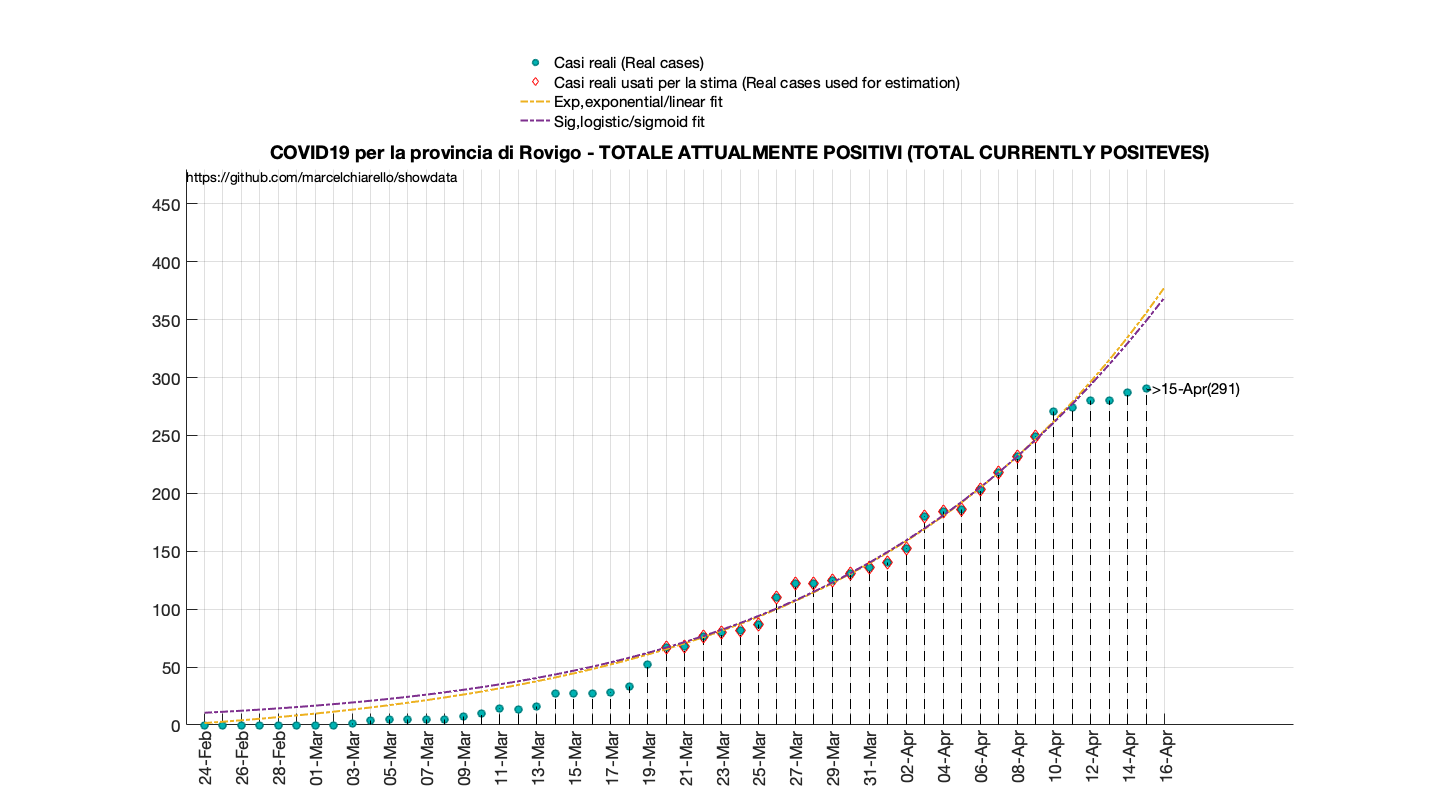 Casi reali (Real cases)
Casi reali usati per la stima (Real cases used for estimation)
Exp,exponential/linear fit
Sig,logistic/sigmoid fit
COVID19 per la provincia di Rovigo - TOTALE ATTUALMENTE POSITIVI (TOTAL CURRENTLY POSITEVES)
https://github.com/marcelchiarello/showdata
450
400
350
300
250
200
150
100
50
0
->15-Apr(291)
24-Feb
26-Feb
28-Feb
01-Mar
03-Mar
05-Mar
07-Mar
09-Mar
11-Mar
13-Mar
15-Mar
17-Mar
19-Mar
21-Mar
23-Mar
25-Mar
27-Mar
29-Mar
31-Mar
02-Apr
04-Apr
06-Apr
08-Apr
10-Apr
12-Apr
14-Apr
16-Apr